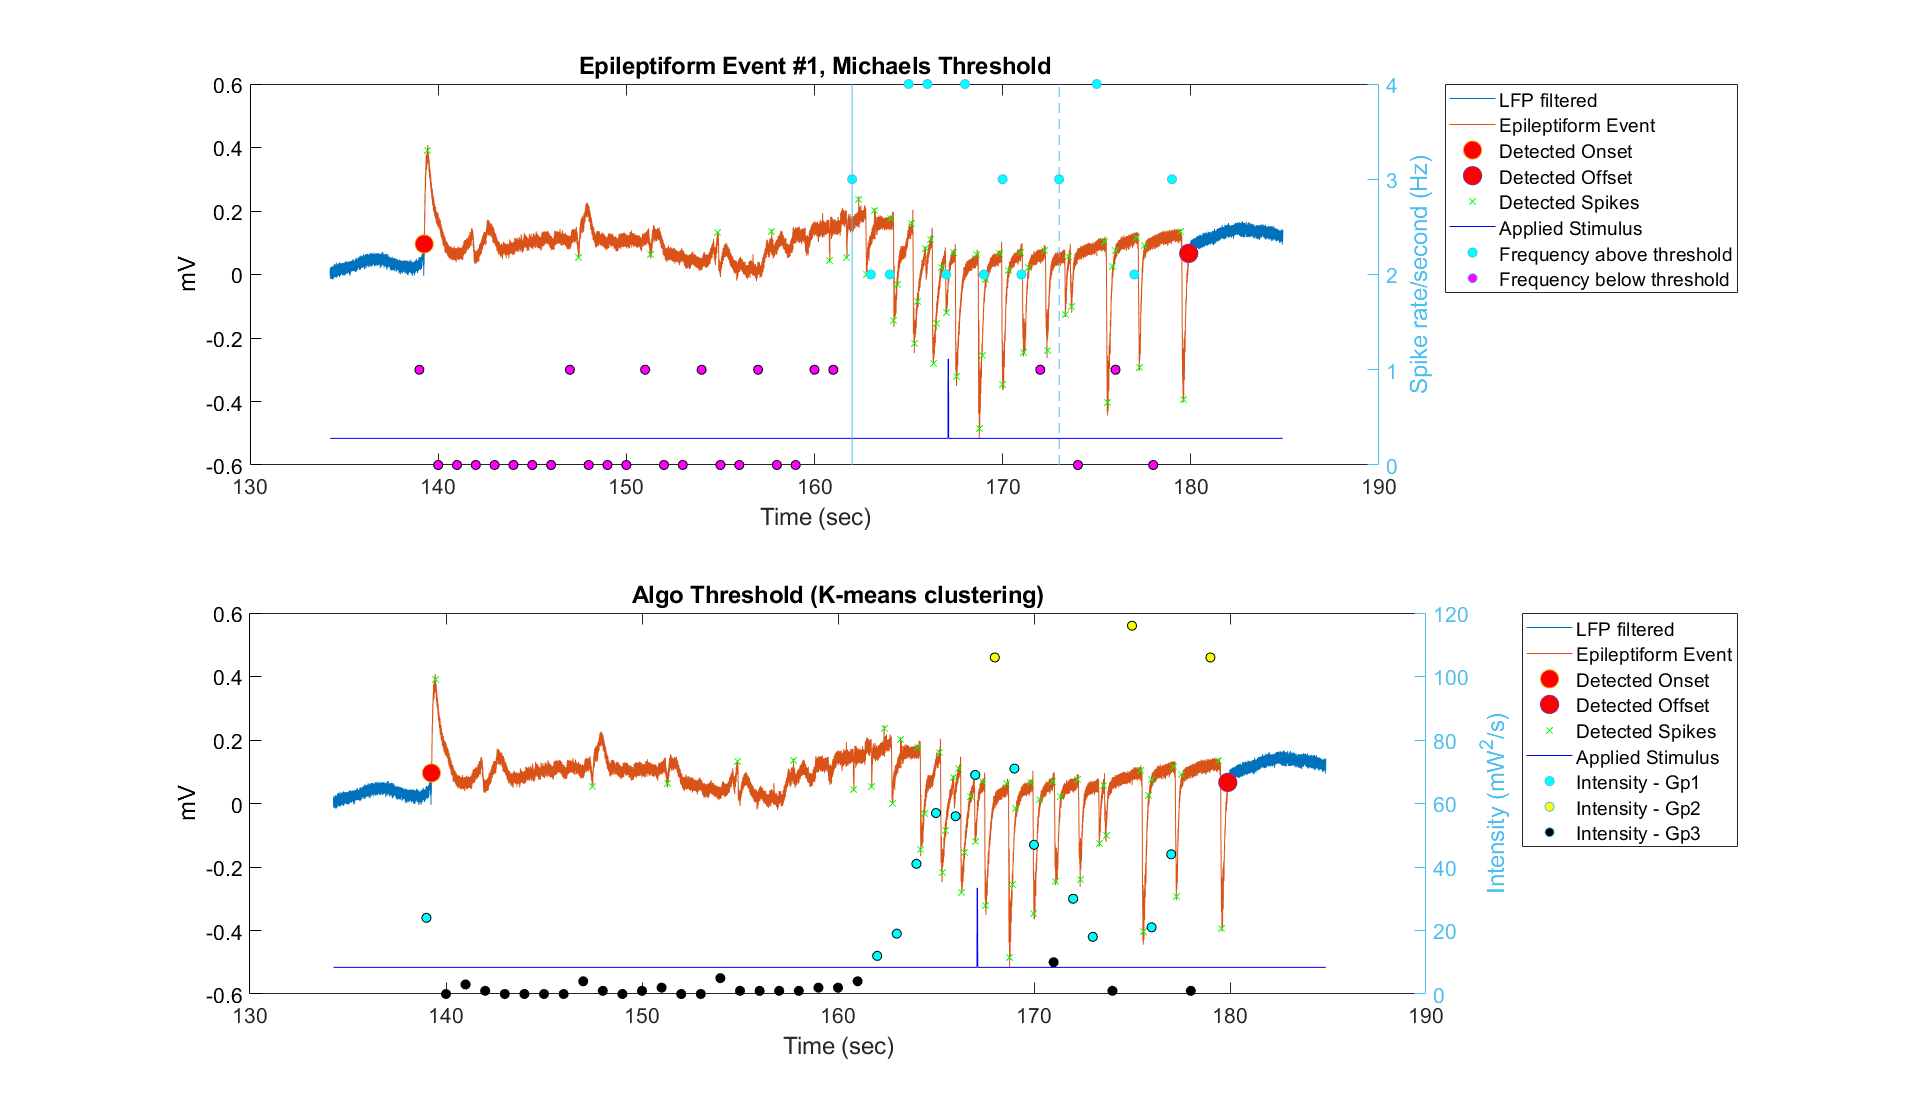 Epileptiform Event #1, Michaels Threshold
0.6
0.4
0.2
0
-0.2
-0.4
-0.6
mV
130
140
150
160
170
180
190
Time (sec)
4
3
2
1
0
Spike rate/second (Hz)
LFP filtered
Epileptiform Event
Detected Onset
Detected Offset
Detected Spikes
Applied Stimulus
Frequency above threshold
Frequency below threshold
Algo Threshold (K-means clustering)
0.6
0.4
0.2
0
-0.2
-0.4
-0.6
mV
130
140
150
160
170
180
190
Time (sec)
120
100
80
60
40
20
0
Intensity (mW²/s)
LFP filtered
Epileptiform Event
Detected Onset
Detected Offset
Detected Spikes
Applied Stimulus
Intensity - Gp1
Intensity - Gp2
Intensity - Gp3